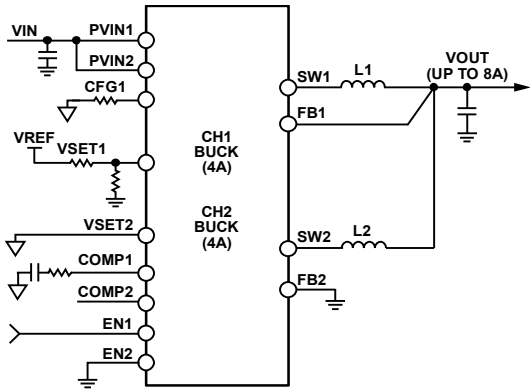 VIN
PVIN1
PVIN2
CFG1
VREF
VSET1
VSET2
COMP1
COMP2
EN1
EN2
CH1
BUCK
(4A)
CH2
BUCK
(4A)
SW1
L1
VOUT
(UP TO 8A)
FB1
SW2
L2
FB2